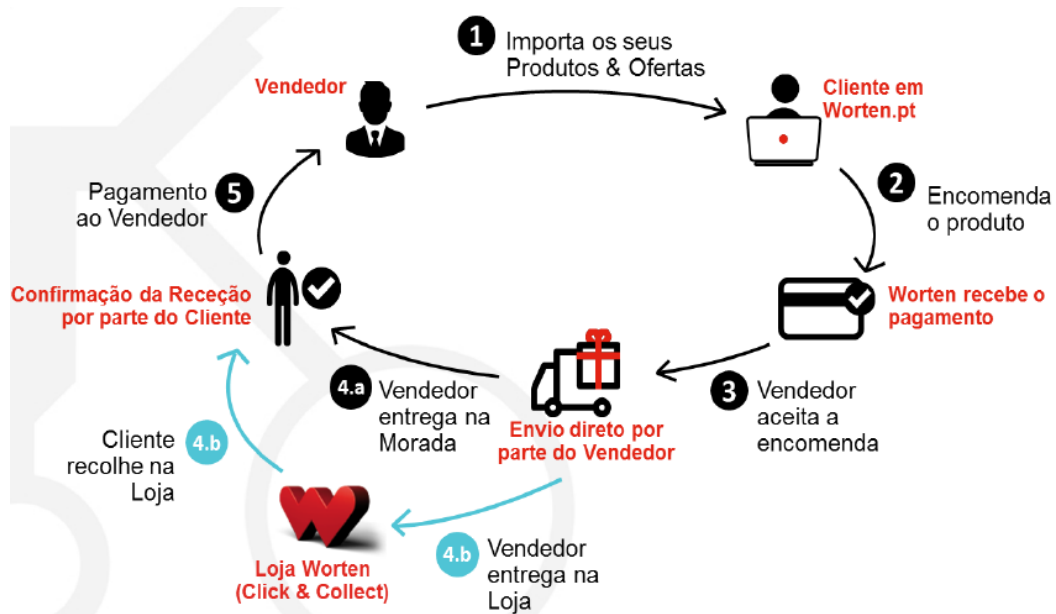 1
Importa os seus
Produtos & Ofertas
Vendedor
Cliente em
Worten.pt
2
Encomenda
o produto
Worten recebe o
pagamento
3
Vendedor
aceita a
encomenda
Envio direto por
parte do Vendedor
4.a
Vendedor
entrega na
Morada
4.b
Vendedor
entrega na
Loja
Loja Worten
(Click & Collect)
4.b
Cliente
recolhe na
Loja
Confirmação da Receção
por parte do Cliente
5
Pagamento
ao Vendedor